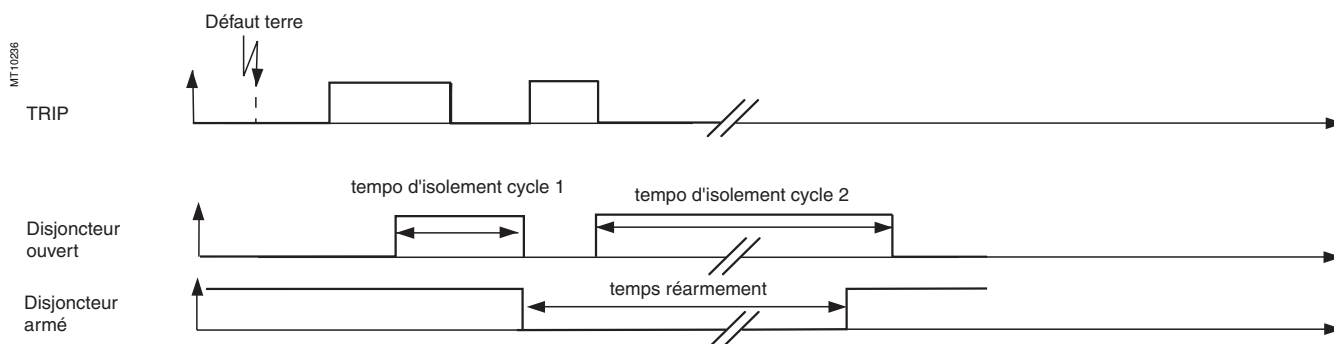 Défaut terre
MT10236
TRIP
tempo d'isolement cycle 1
tempo d'isolement cycle 2
Disjoncteur
ouvert
temps réarmement
Disjoncteur
armé